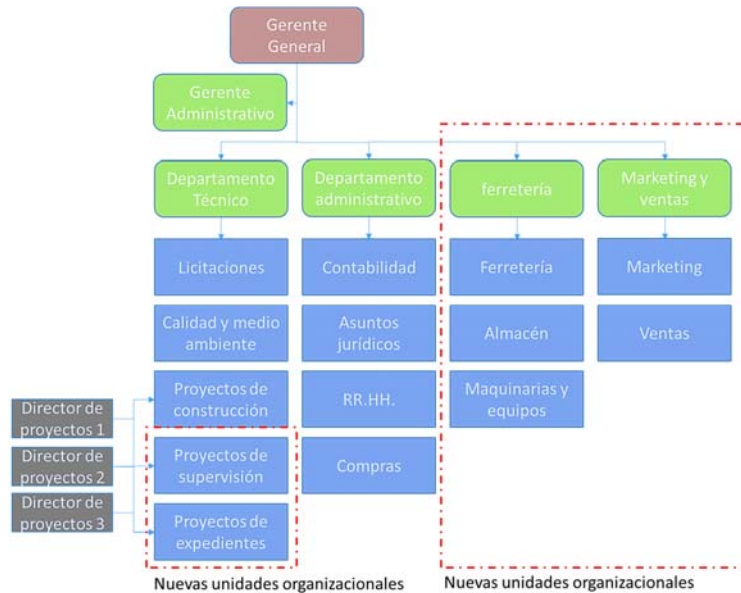 Gerente
General
Gerente
Administrativo
Departamento
Técnico
Departamento
administrativo
ferretería
Marketing y
ventas
Licitaciones
Contabilidad
Ferretería
Marketing
Calidad y medio
ambiente
Asuntos
jurídicos
Almacén
Ventas
Proyectos de
construcción
RR.HH.
Maquinarias y
equipos
Director de
proyectos 1
Director de
proyectos 2
Proyectos de
supervisión
Compras
Director de
proyectos 3
Proyectos de
expedientes
Nuevas unidades organizacionales
Nuevas unidades organizacionales